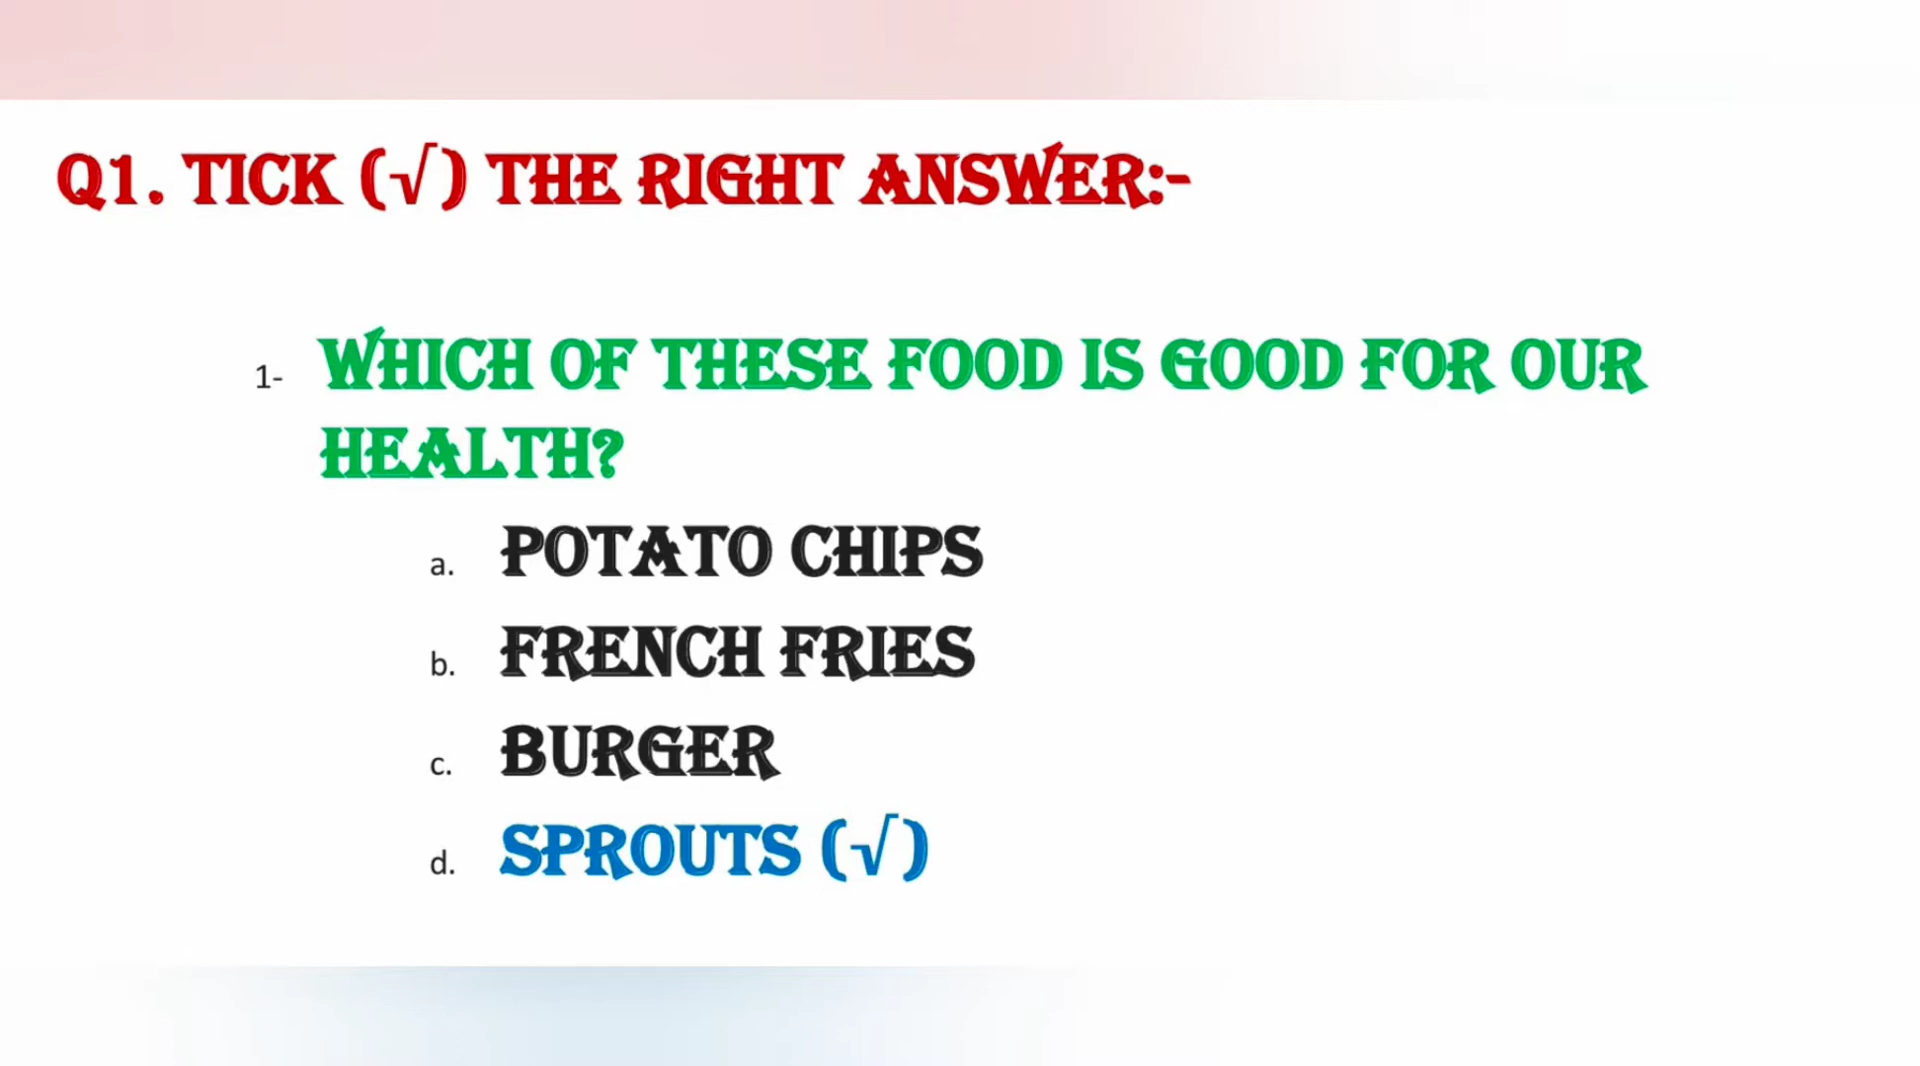 Q1. TICK (√) THE RIGHT ANSWER:-
1- WHICH OF THESE FOOD IS GOOD FOR OUR
HEALTH?
a. POTATO CHIPS
b. FRENCH FRIES
c. BURGER
d. SPROUTS (√)